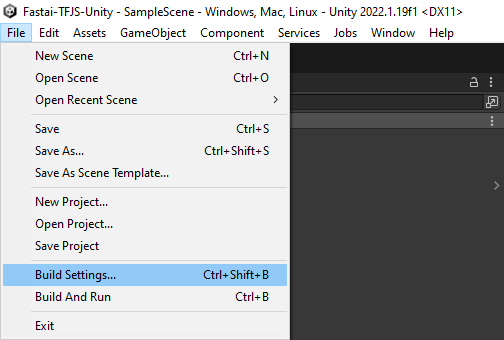 Fastai-TFJS-Unity - SampleScene - Windows, Mac, Linux - Unity 2022.1.19f1 <DX11>
File Edit Assets GameObject Component Services Jobs Window Help
New Scene Ctrl+N
Open Scene Ctrl+O
Open Recent Scene
Save Ctrl+S
Save As... Ctrl+Shift+S
Save As Scene Template...
New Project...
Open Project...
Save Project
Build Settings... Ctrl+Shift+B
Build And Run Ctrl+B
Exit